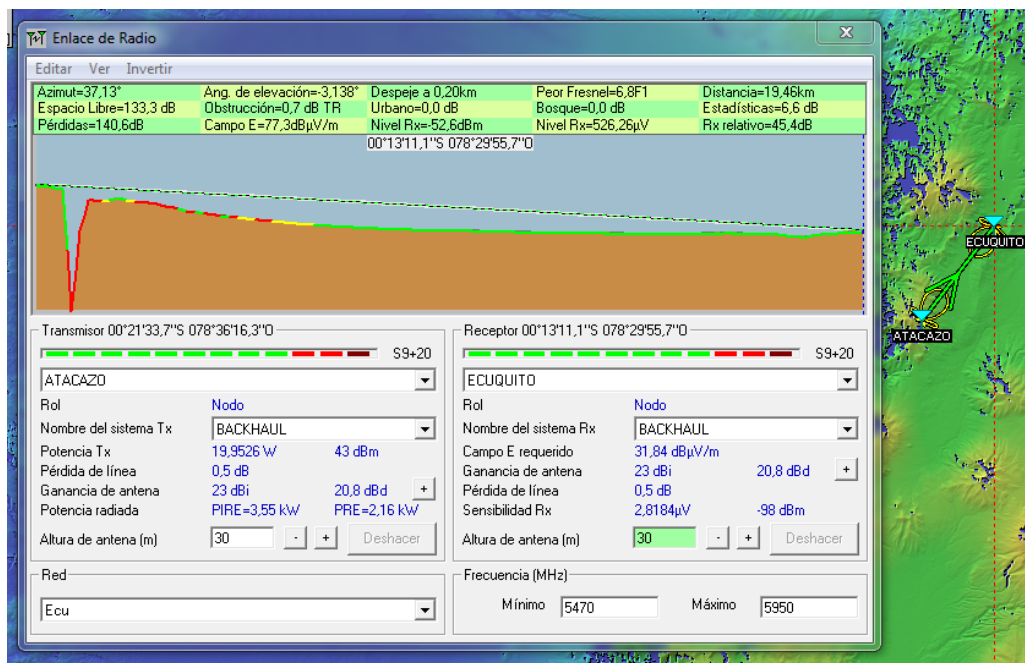 Enlace de Radio
Editar Ver Invertir
Azimut=37,13° Ang. de elevación=-3,138° Despeje a 0,20km Peor Fresnel=6,8F1 Distancia=19,46km
Espacio Libre=133,3 dB Obstrucción=0,7 dB TR Urbano=0,0 dB Bosque=0,0 dB Estadísticas=6,6 dB
Pérdidas=140,6dB Campo E=77,3dBµV/m Nivel Rx=-52,6dBm Nivel Rx=526,26µV Rx relativo=45,4dB
00°13'11,1"S 078°29'55,7"O
ECUQUITO
ATACAZO
Transmisor 00°21'33,7"S 078°36'16,3"O
S9+20
ATACAZO
Rol Nodo
Nombre del sistema Tx BACKHAUL
Potencia Tx 19,9526 W 43 dBm
Pérdida de línea 0,5 dB
Ganancia de antena 23 dBi 20,8 dBd +
Potencia radiada PIRE=3,55 kW PRE=2,16 kW
Altura de antena (m) 30 - + Deshacer
Receptor 00°13'11,1"S 078°29'55,7"O
S9+20
ECUQUITO
Rol Nodo
Nombre del sistema Rx BACKHAUL
Campo E requerido 31,84 dBµV/m
Ganancia de antena 23 dBi 20,8 dBd +
Pérdida de línea 0,5 dB
Sensibilidad Rx 2,8184µV -98 dBm
Altura de antena (m) 30 - + Deshacer
Red
Ecu
Frecuencia (MHz)
Mínimo 5470 Máximo 5950